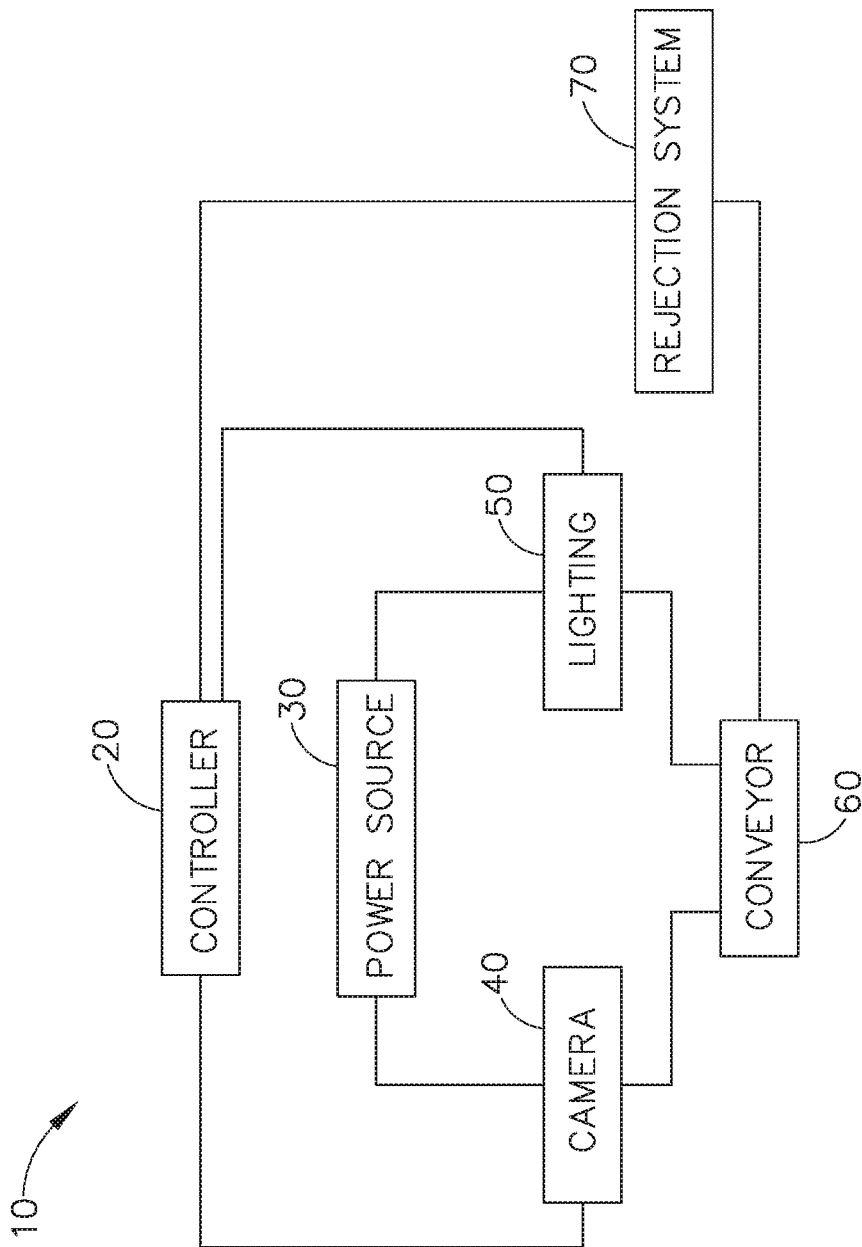 10
20
CONTROLLER
30
POWER SOURCE
40
CAMERA
50
LIGHTING
CONVEYOR
60
70
REJECTION SYSTEM